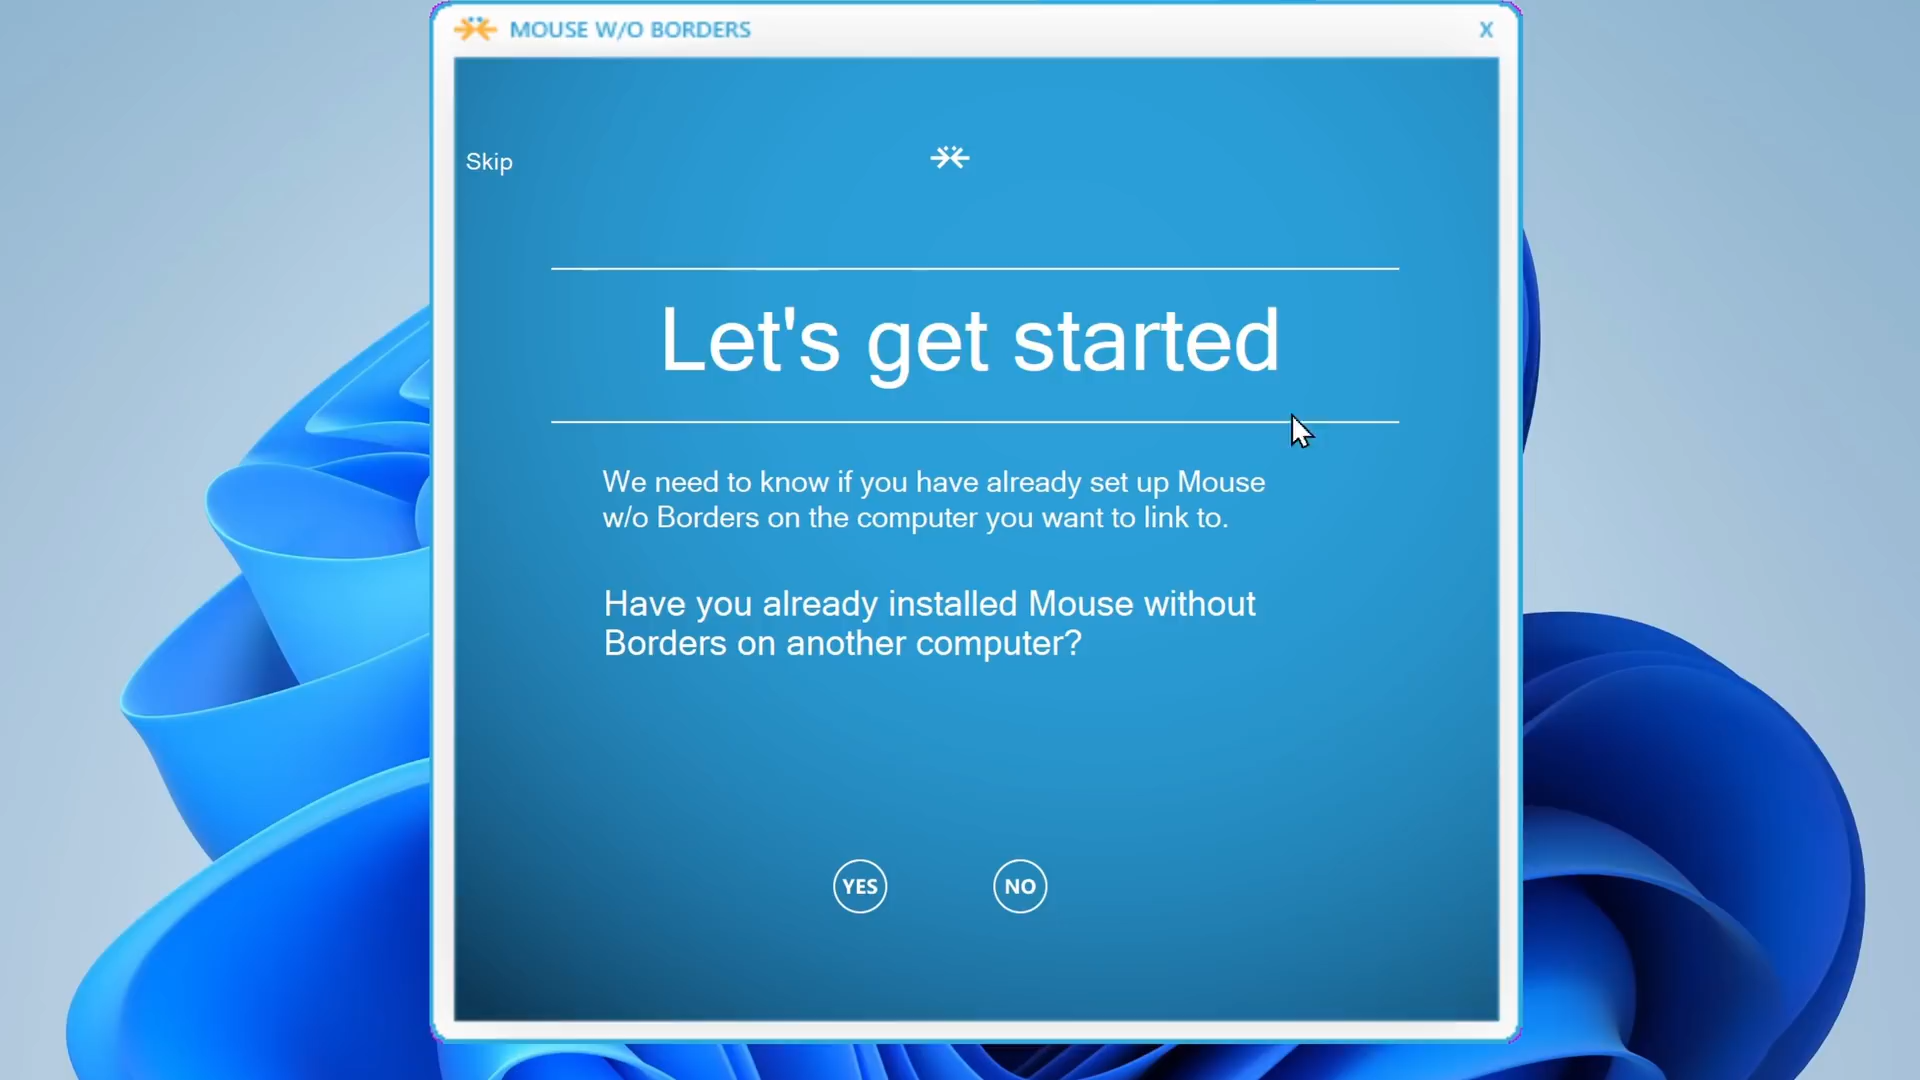 MOUSE W/O BORDERS
X
Skip
Let's get started
We need to know if you have already set up Mouse
w/o Borders on the computer you want to link to.
Have you already installed Mouse without
Borders on another computer?
YES
NO